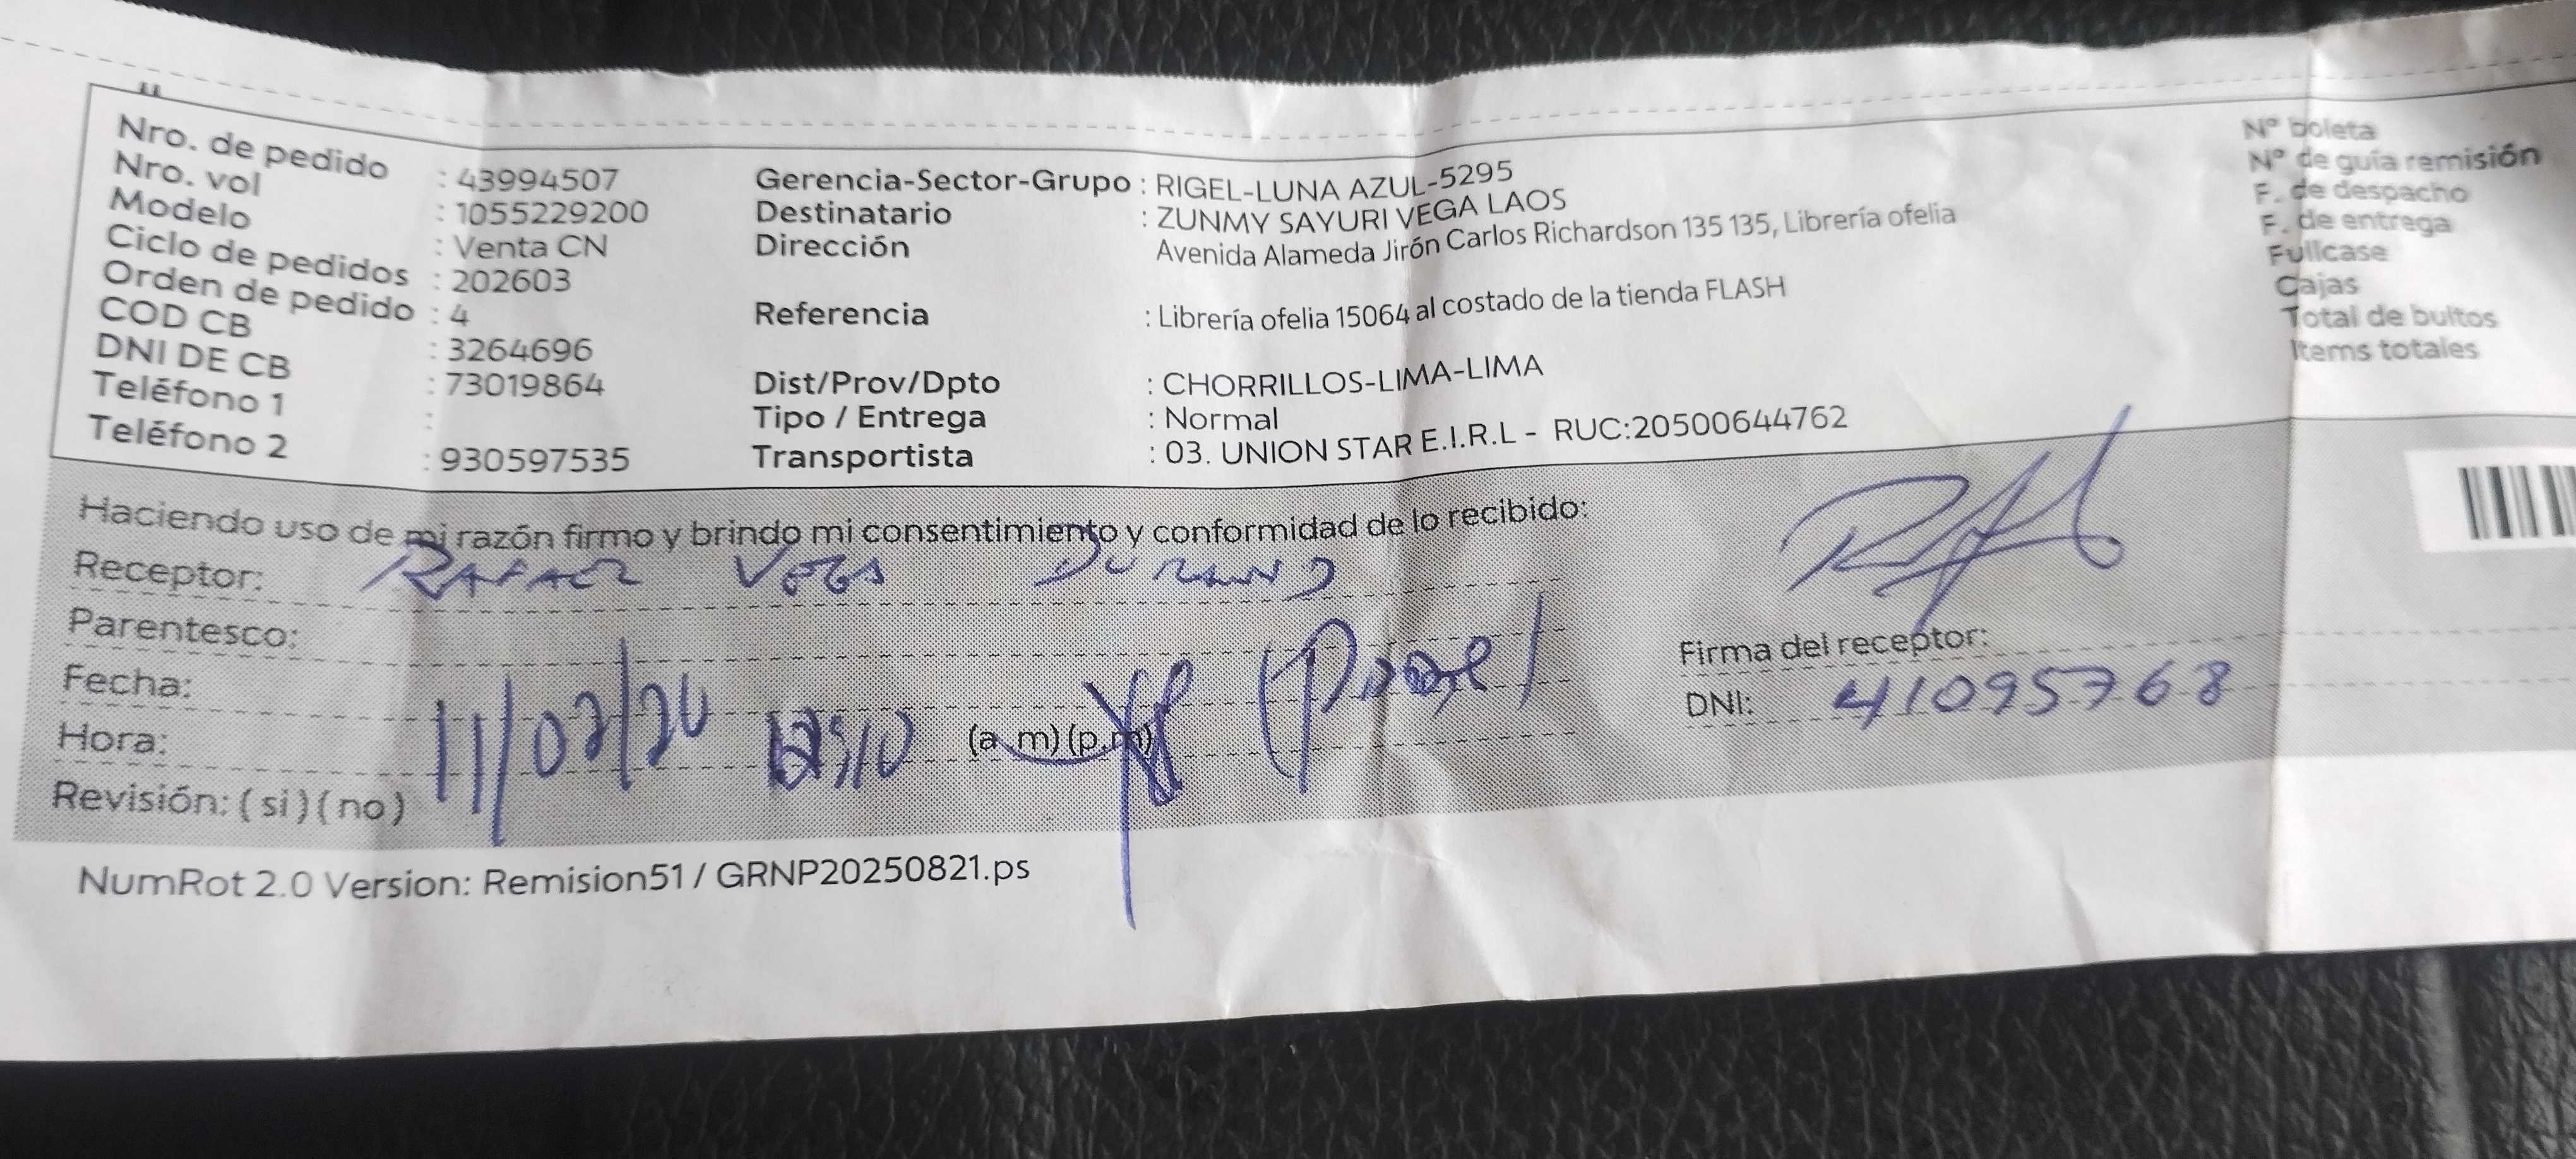 Nro. de pedido : 43994507
Nro. vol : 1055229200
Modelo : Venta CN
Ciclo de pedidos : 202603
Orden de pedido : 4
COD CB : 3264696
DNI DE CB : 73019864
Teléfono 1 :
Teléfono 2 : 930597535
Gerencia-Sector-Grupo : RIGEL-LUNA AZUL-5295
Destinatario : ZUNMY SAYURI VEGA LAOS
Dirección Avenida Alameda Jirón Carlos Richardson 135 135, Librería ofelia
Referencia : Librería ofelia 15064 al costado de la tienda FLASH
Dist/Prov/Dpto : CHORRILLOS-LIMA-LIMA
Tipo / Entrega : Normal
Transportista : 03. UNION STAR E.I.R.L - RUC:20500644762
N° boleta
N° de guía remisión
F. de despacho
F. de entrega
Fullcase
Cajas
Total de bultos
Items totales
Haciendo uso de mi razón firmo y brindo mi consentimiento y conformidad de lo recibido:
Receptor: RAFAEL VEGA DURAND
Parentesco:
Fecha: 11/02/26
Hora: (a.m)(p.m)
Revisión: (si)(no)
Firma del receptor:
DNI: 41095768
NumRot 2.0 Version: Remision51 / GRNP20250821.ps